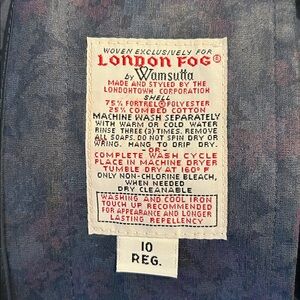 WOVEN EXCLUSIVELY FOR
LONDON FOG®
by Wamsutta
MADE AND STYLED BY THE
LONDONTOWN CORPORATION
SHELL
75% FORTREL® POLYESTER
25% COMBED COTTON
MACHINE WASH SEPARATELY
WITH WARM OR COLD WATER
RINSE THREE (3) TIMES. REMOVE
ALL SOAPS. DO NOT SPIN DRY OR
WRING. HANG TO DRIP DRY.
-OR-
COMPLETE WASH CYCLE
PLACE IN MACHINE DRYER
TUMBLE DRY AT 160° F
ONLY NON-CHLORINE BLEACH,
WHEN NEEDED
DRY CLEANABLE
WASHING AND COOL IRON
TOUCH UP RECOMMENDED
FOR APPEARANCE AND LONGER
LASTING REPELLENCY
10
REG.